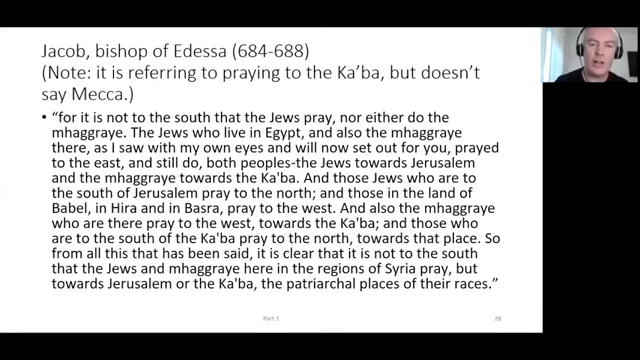 Jacob, bishop of Edessa (684-688)
(Note: it is referring to praying to the Ka’ba, but doesn’t
say Mecca.)
• “for it is not to the south that the Jews pray, nor either do the
mhaggraye. The Jews who live in Egypt, and also the mhaggraye
there, as I saw with my own eyes and will now set out for you, prayed
to the east, and still do, both peoples-the Jews towards Jerusalem
and the mhaggraye towards the Ka'ba. And those Jews who are to
the south of Jerusalem pray to the north; and those in the land of
Babel, in Hira and in Basra, pray to the west. And also the mhaggraye
who are there pray to the west, towards the Ka'ba; and those who
are to the south of the Ka'ba pray to the north, towards that place. So
from all this that has been said, it is clear that it is not to the south
that the Jews and mhaggraye here in the regions of Syria pray, but
towards Jerusalem or the Ka'ba, the patriarchal places of their races.”
Part 1
28